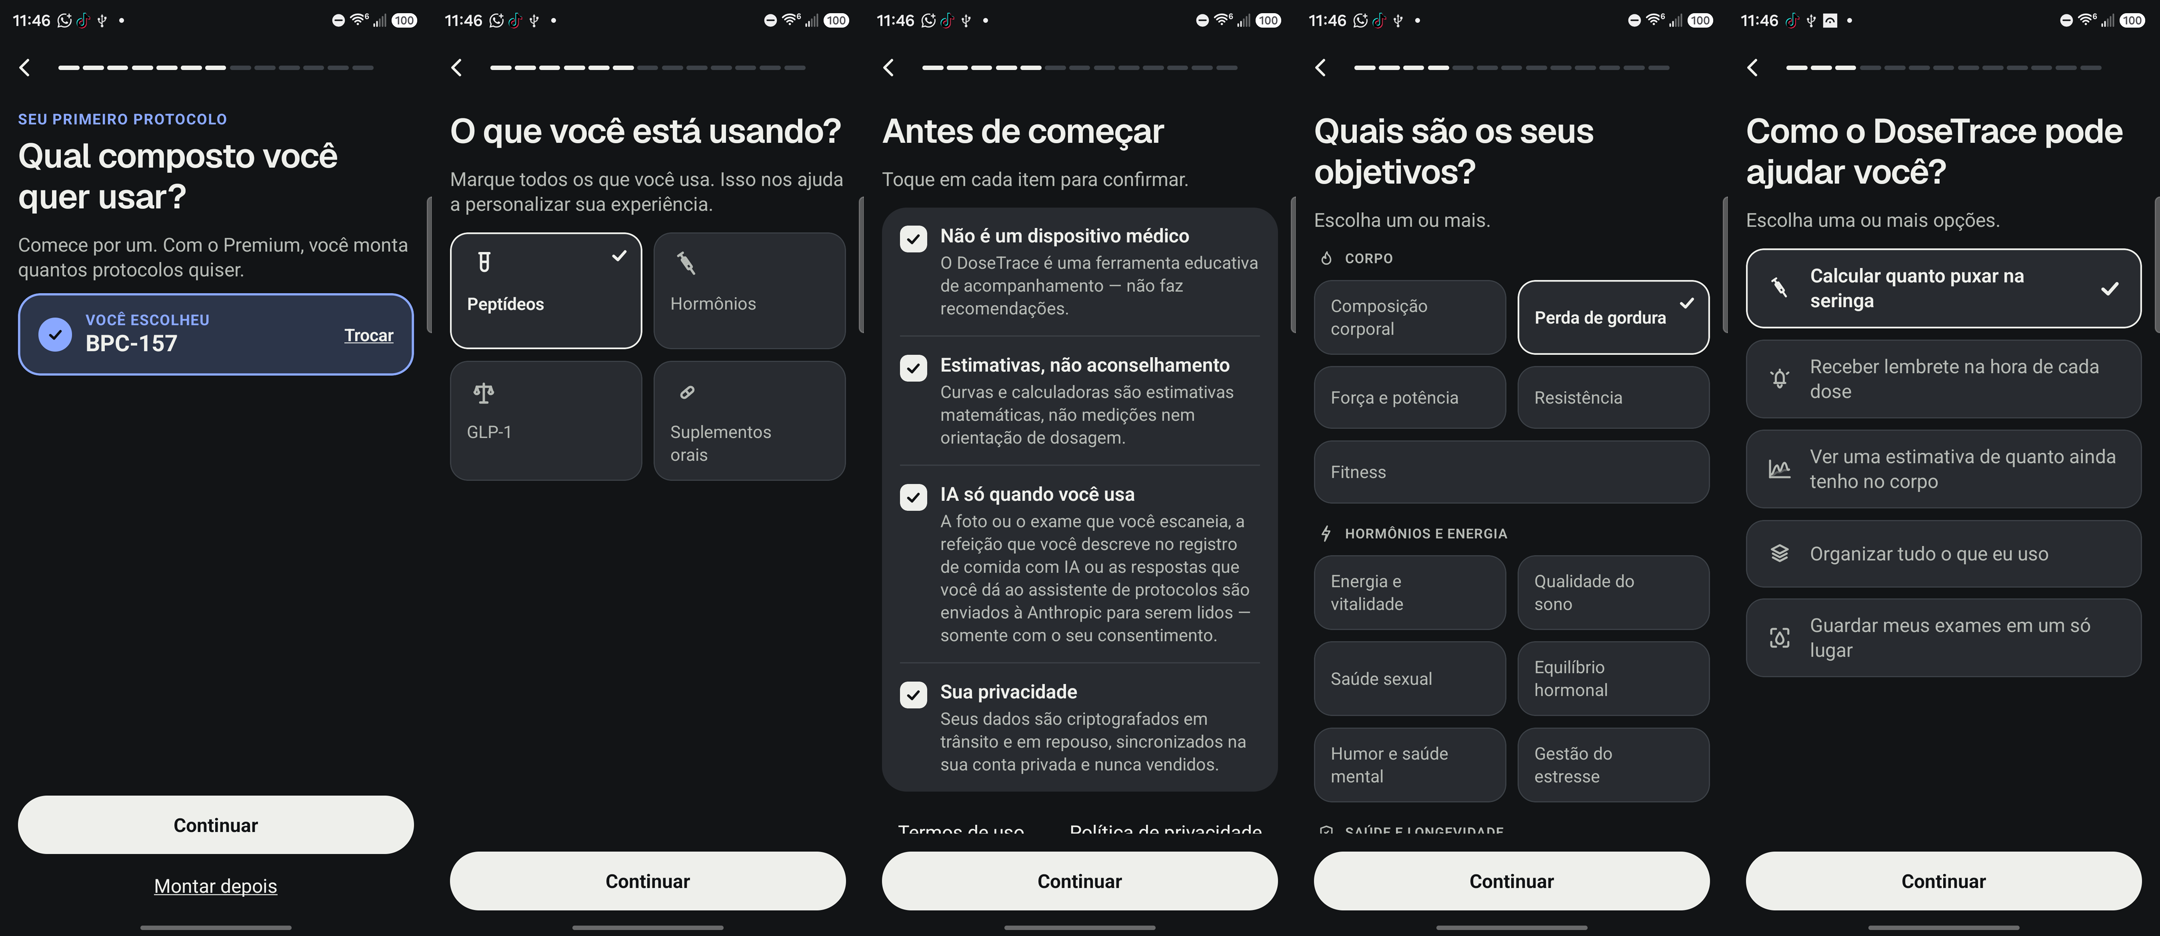 11:46
100
SEU PRIMEIRO PROTOCOLO
Qual composto você
quer usar?
Comece por um. Com o Premium, você monta
quantos protocolos quiser.
VOCÊ ESCOLHEU
BPC-157
Trocar
Continuar
Montar depois
11:46
100
O que você está usando?
Marque todos os que você usa. Isso nos ajuda
a personalizar sua experiência.
Peptídeos
Hormônios
GLP-1
Suplementos
orais
Continuar
11:46
100
Antes de começar
Toque em cada item para confirmar.
Não é um dispositivo médico
O DoseTrace é uma ferramenta educativa
de acompanhamento — não faz
recomendações.
Estimativas, não aconselhamento
Curvas e calculadoras são estimativas
matemáticas, não medições nem
orientação de dosagem.
IA só quando você usa
A foto ou o exame que você escaneia, a
refeição que você descreve no registro
de comida com IA ou as respostas que
você dá ao assistente de protocolos são
enviados à Anthropic para serem lidos —
somente com o seu consentimento.
Sua privacidade
Seus dados são criptografados em
trânsito e em repouso, sincronizados na
sua conta privada e nunca vendidos.
Termos de uso
Política de privacidade
Continuar
11:46
100
Quais são os seus
objetivos?
Escolha um ou mais.
CORPO
Composição
corporal
Perda de gordura
Força e potência
Resistência
Fitness
HORMÔNIOS E ENERGIA
Energia e
vitalidade
Qualidade do
sono
Saúde sexual
Equilíbrio
hormonal
Humor e saúde
mental
Gestão do
estresse
SAÚDE E LONGEVIDADE
Continuar
11:46
100
Como o DoseTrace pode
ajudar você?
Escolha uma ou mais opções.
Calcular quanto puxar na
seringa
Receber lembrete na hora de cada
dose
Ver uma estimativa de quanto ainda
tenho no corpo
Organizar tudo o que eu uso
Guardar meus exames em um só
lugar
Continuar